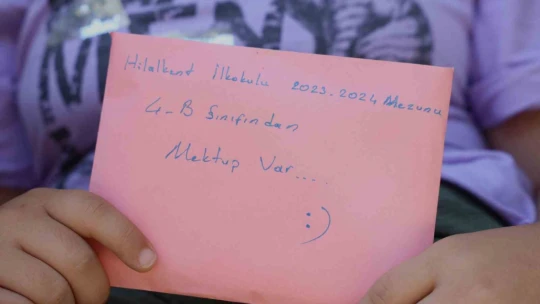 Hilalkent İlkokulu 2023-2024 Mezunu
4-B Sınıfından
Mektup Var....
:)